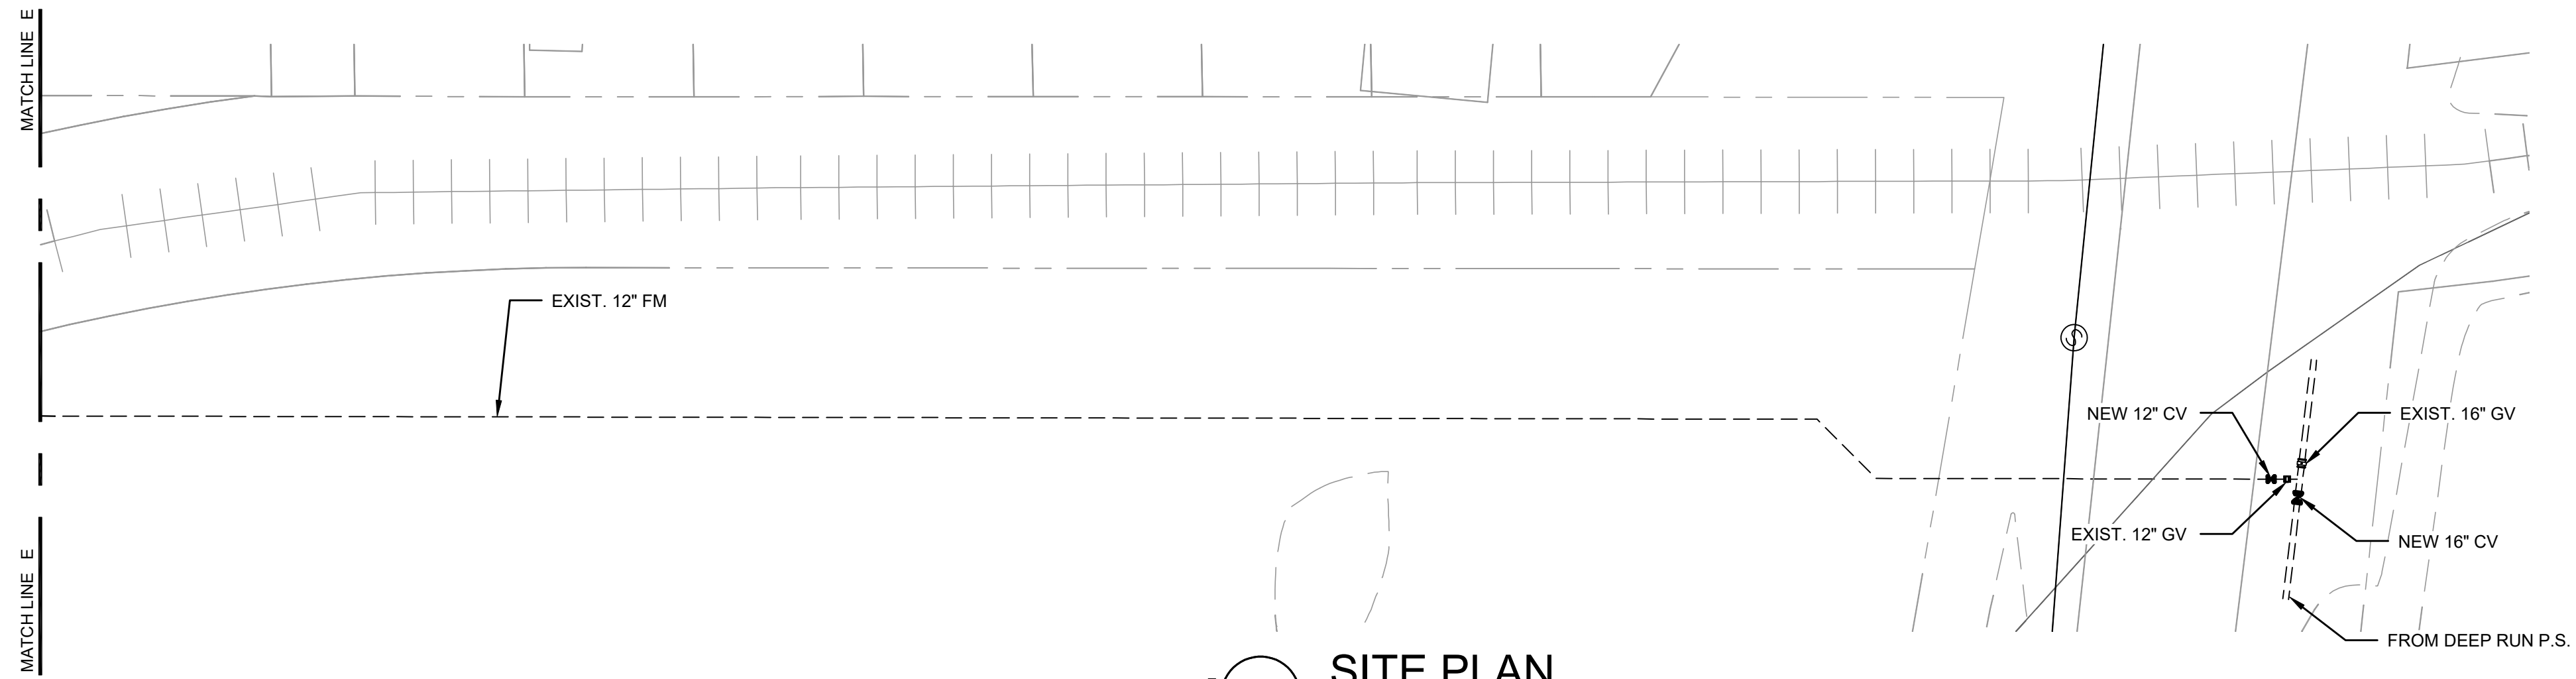 MATCH LINE E
EXIST. 12" FM
NEW 12" CV
EXIST. 16" GV
S
EXIST. 12" GV
NEW 16" CV
MATCH LINE E
FROM DEEP RUN P.S.
SITE PLAN